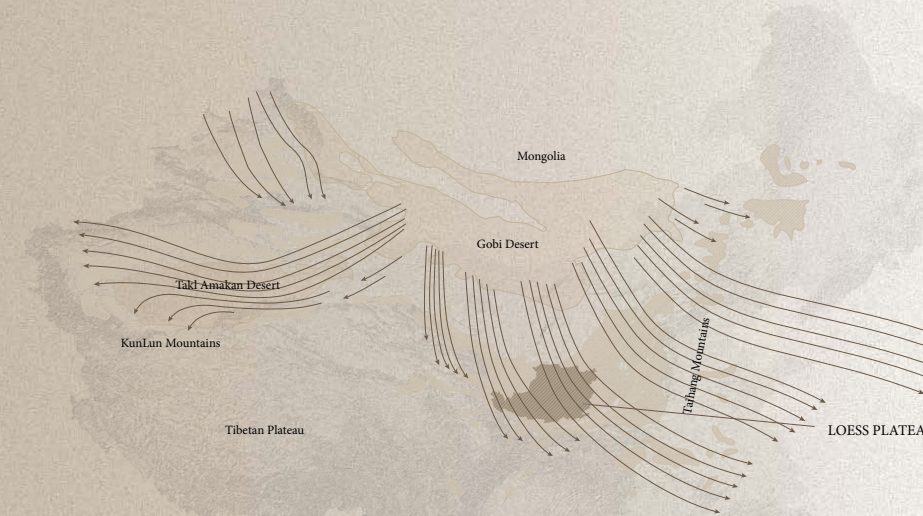 Mongolia
Gobi Desert
Takl Amakan Desert
KunLun Mountains
Taihang Mountains
Tibetan Plateau
LOESS PLATEA